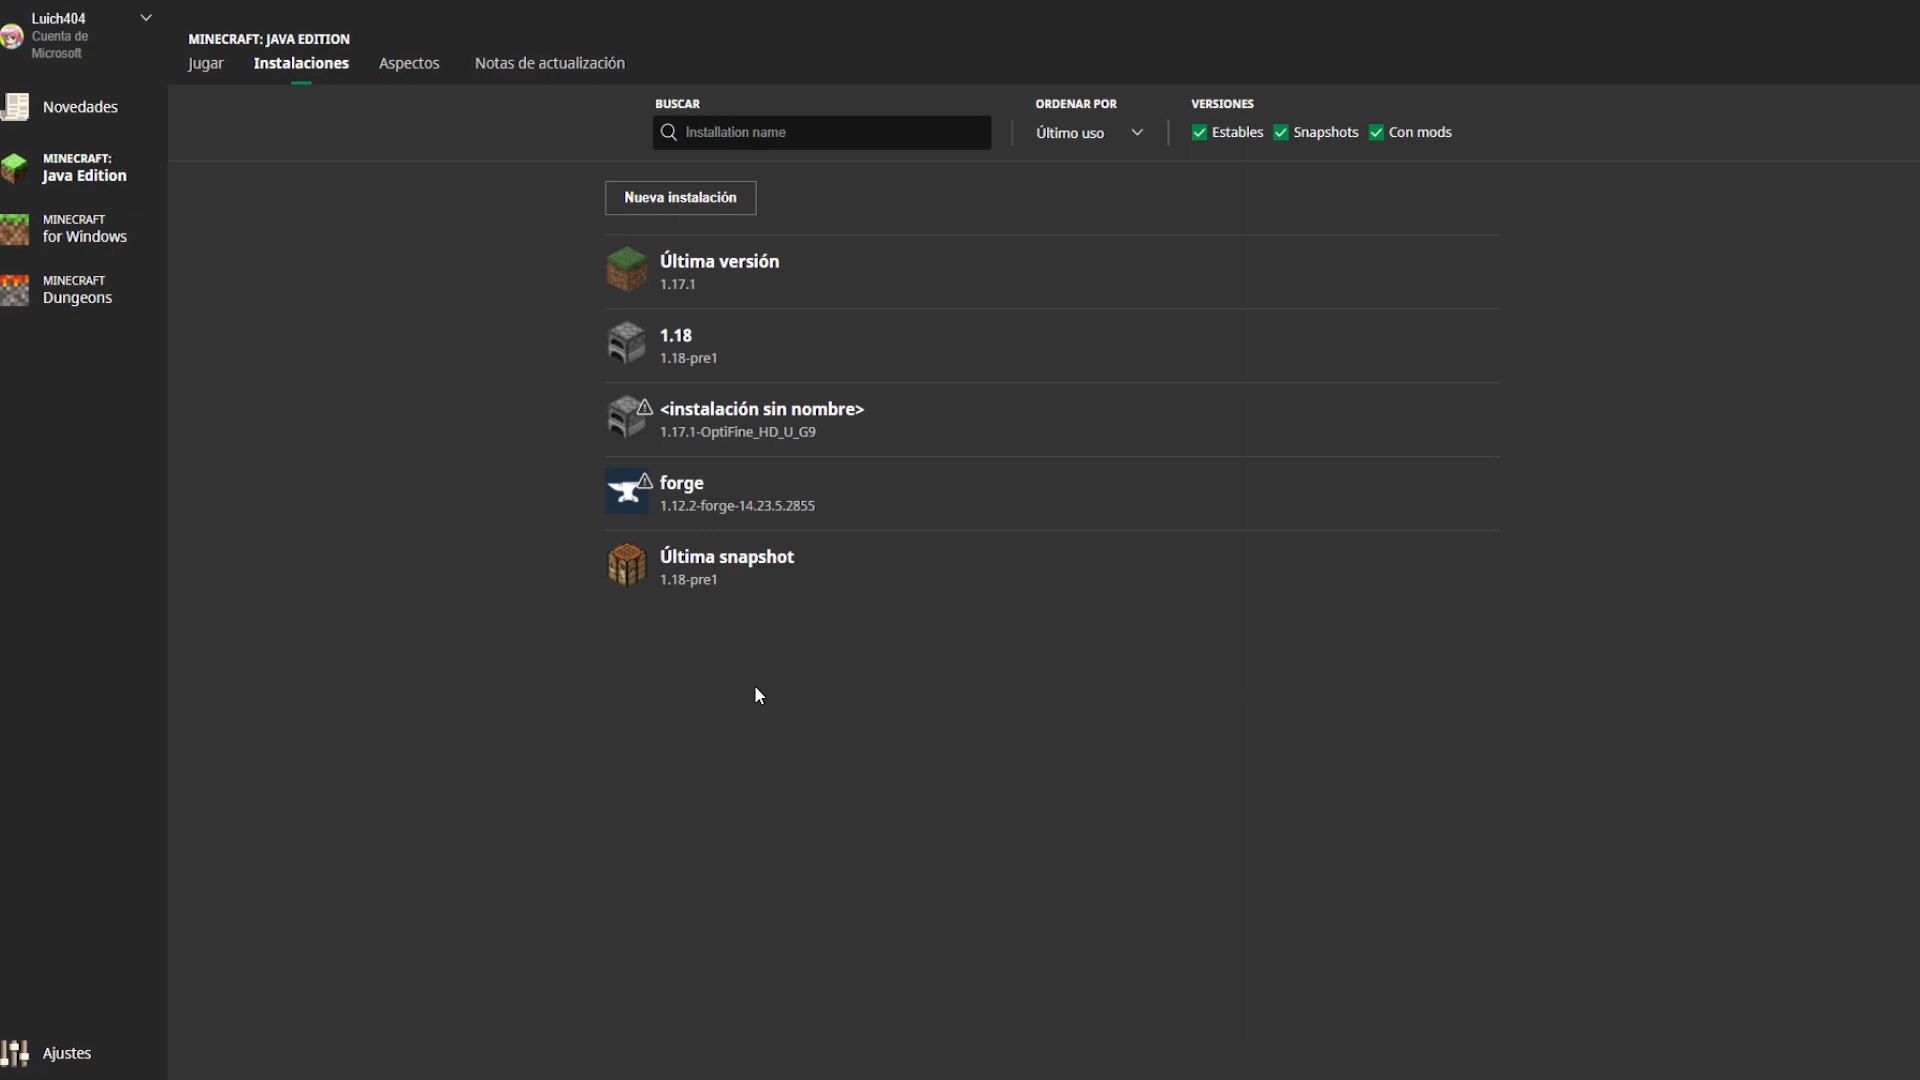 Luich404
Cuenta de
Microsoft
Novedades
MINECRAFT:
Java Edition
MINECRAFT
for Windows
MINECRAFT
Dungeons
Ajustes
MINECRAFT: JAVA EDITION
Jugar Instalaciones Aspectos Notas de actualización
BUSCAR ORDENAR POR VERSIONES
Installation name Último uso Estables Snapshots Con mods
Nueva instalación
Última versión
1.17.1
1.18
1.18-pre1
<instalación sin nombre>
1.17.1-OptiFine_HD_U_G9
forge
1.12.2-forge-14.23.5.2855
Última snapshot
1.18-pre1